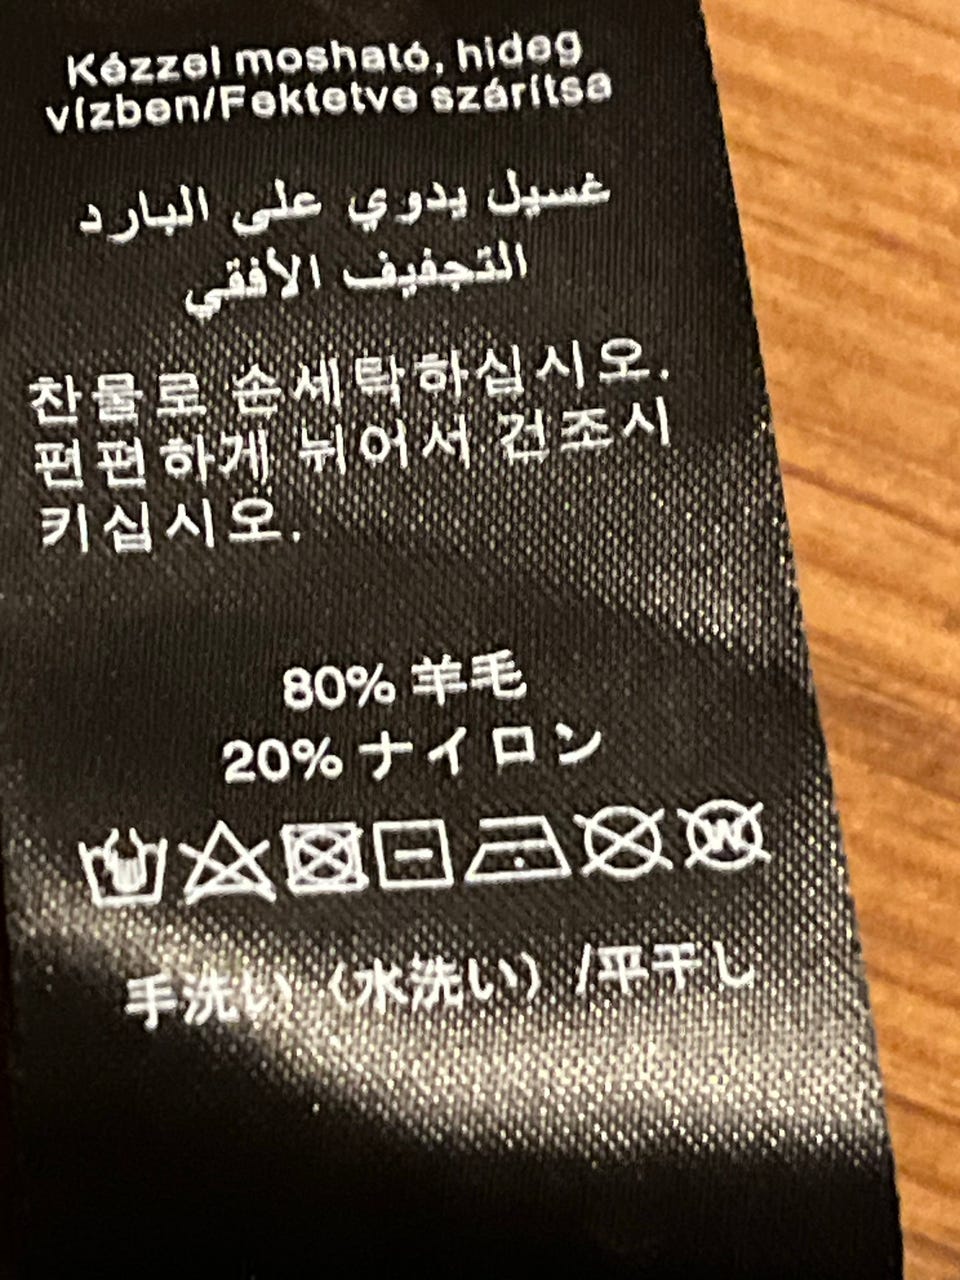 Kézzel mosható, hideg
vízben/Fektetve szárítsa
غسيل يدوي على البارد
التجفيف الأفقي
찬물로 손세탁하십시오.
편편하게 뉘어서 건조시
키십시오.
80% 羊毛
20% ナイロン
W
手洗い（水洗い）/平干し